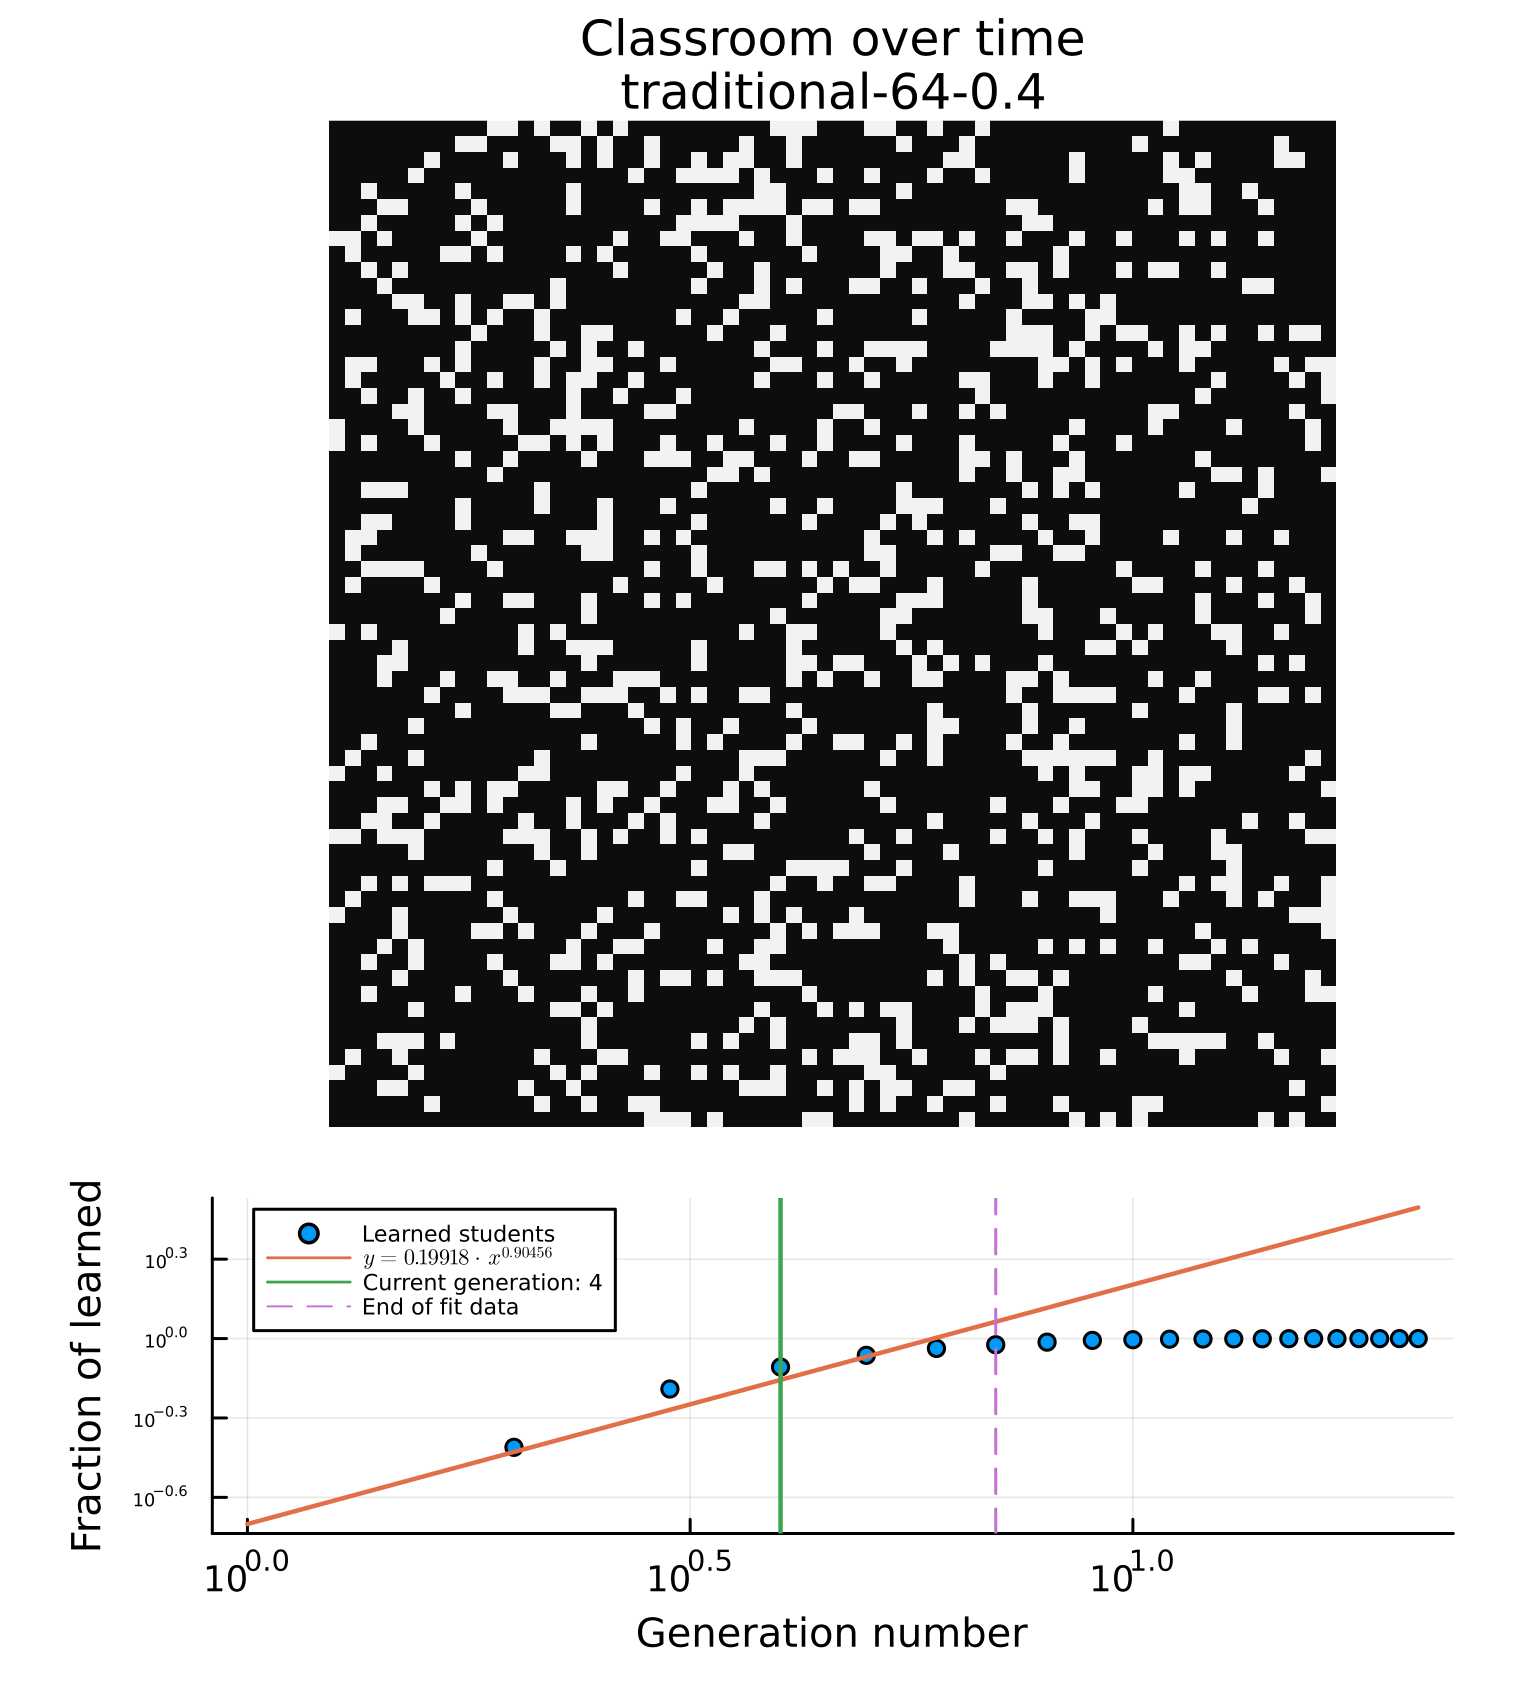 Classroom over time
traditional-64-0.4
Fraction of learned
Learned students
y = 0.19918 · x^0.90456
Current generation: 4
End of fit data
10^0.3
10^0.0
10^−0.3
10^−0.6
10^0.0 10^0.5 10^1.0
Generation number